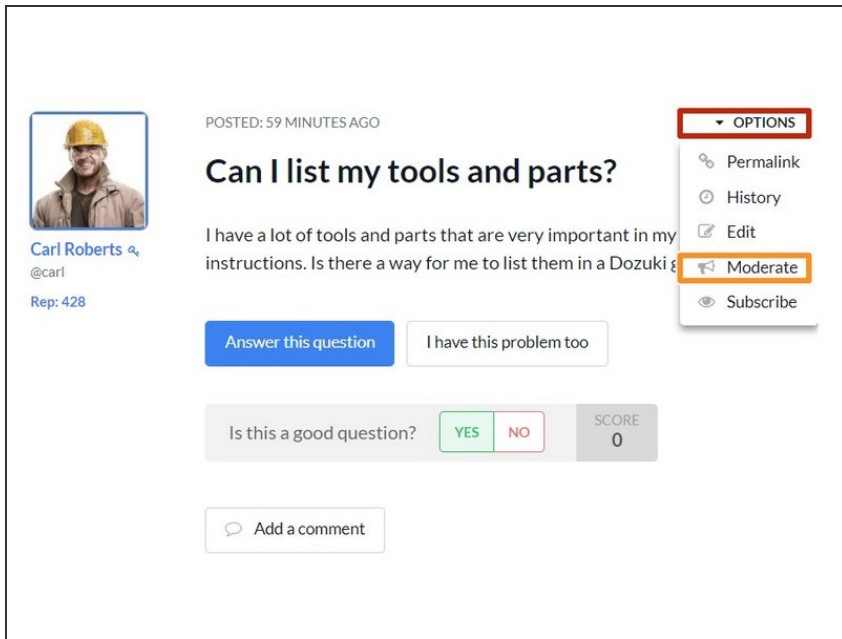 POSTED: 59 MINUTES AGO
OPTIONS
Can I list my tools and parts?
Permalink
History
Edit
Moderate
Subscribe
I have a lot of tools and parts that are very important in my
instructions. Is there a way for me to list them in a Dozuki
Carl Roberts
@carl
Rep: 428
Answer this question
I have this problem too
Is this a good question?
YES
NO
SCORE
0
Add a comment